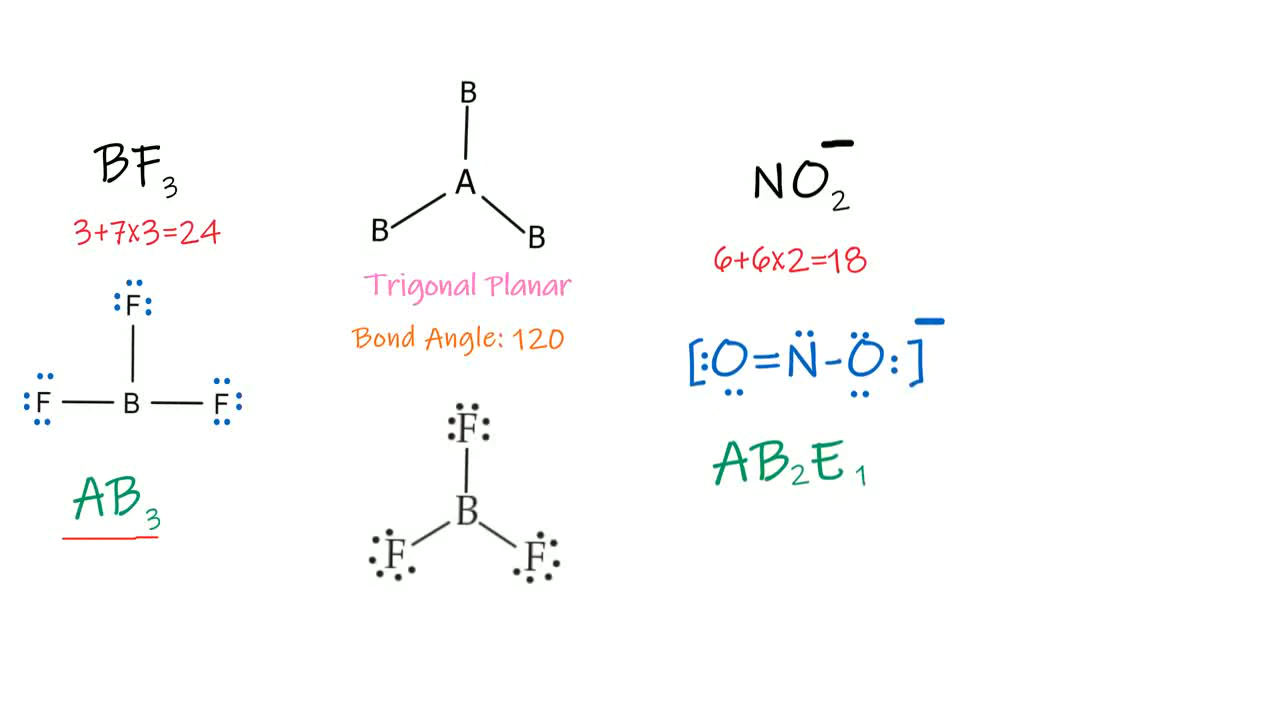 BF₃
3+7x3=24
:F:
:F — B — F:
AB₃
B
A
B B
Trigonal Planar
Bond Angle: 120
:F:
B
F F
NO₂⁻
6+6x2=18
[:O=N-O:]⁻
AB₂E₁